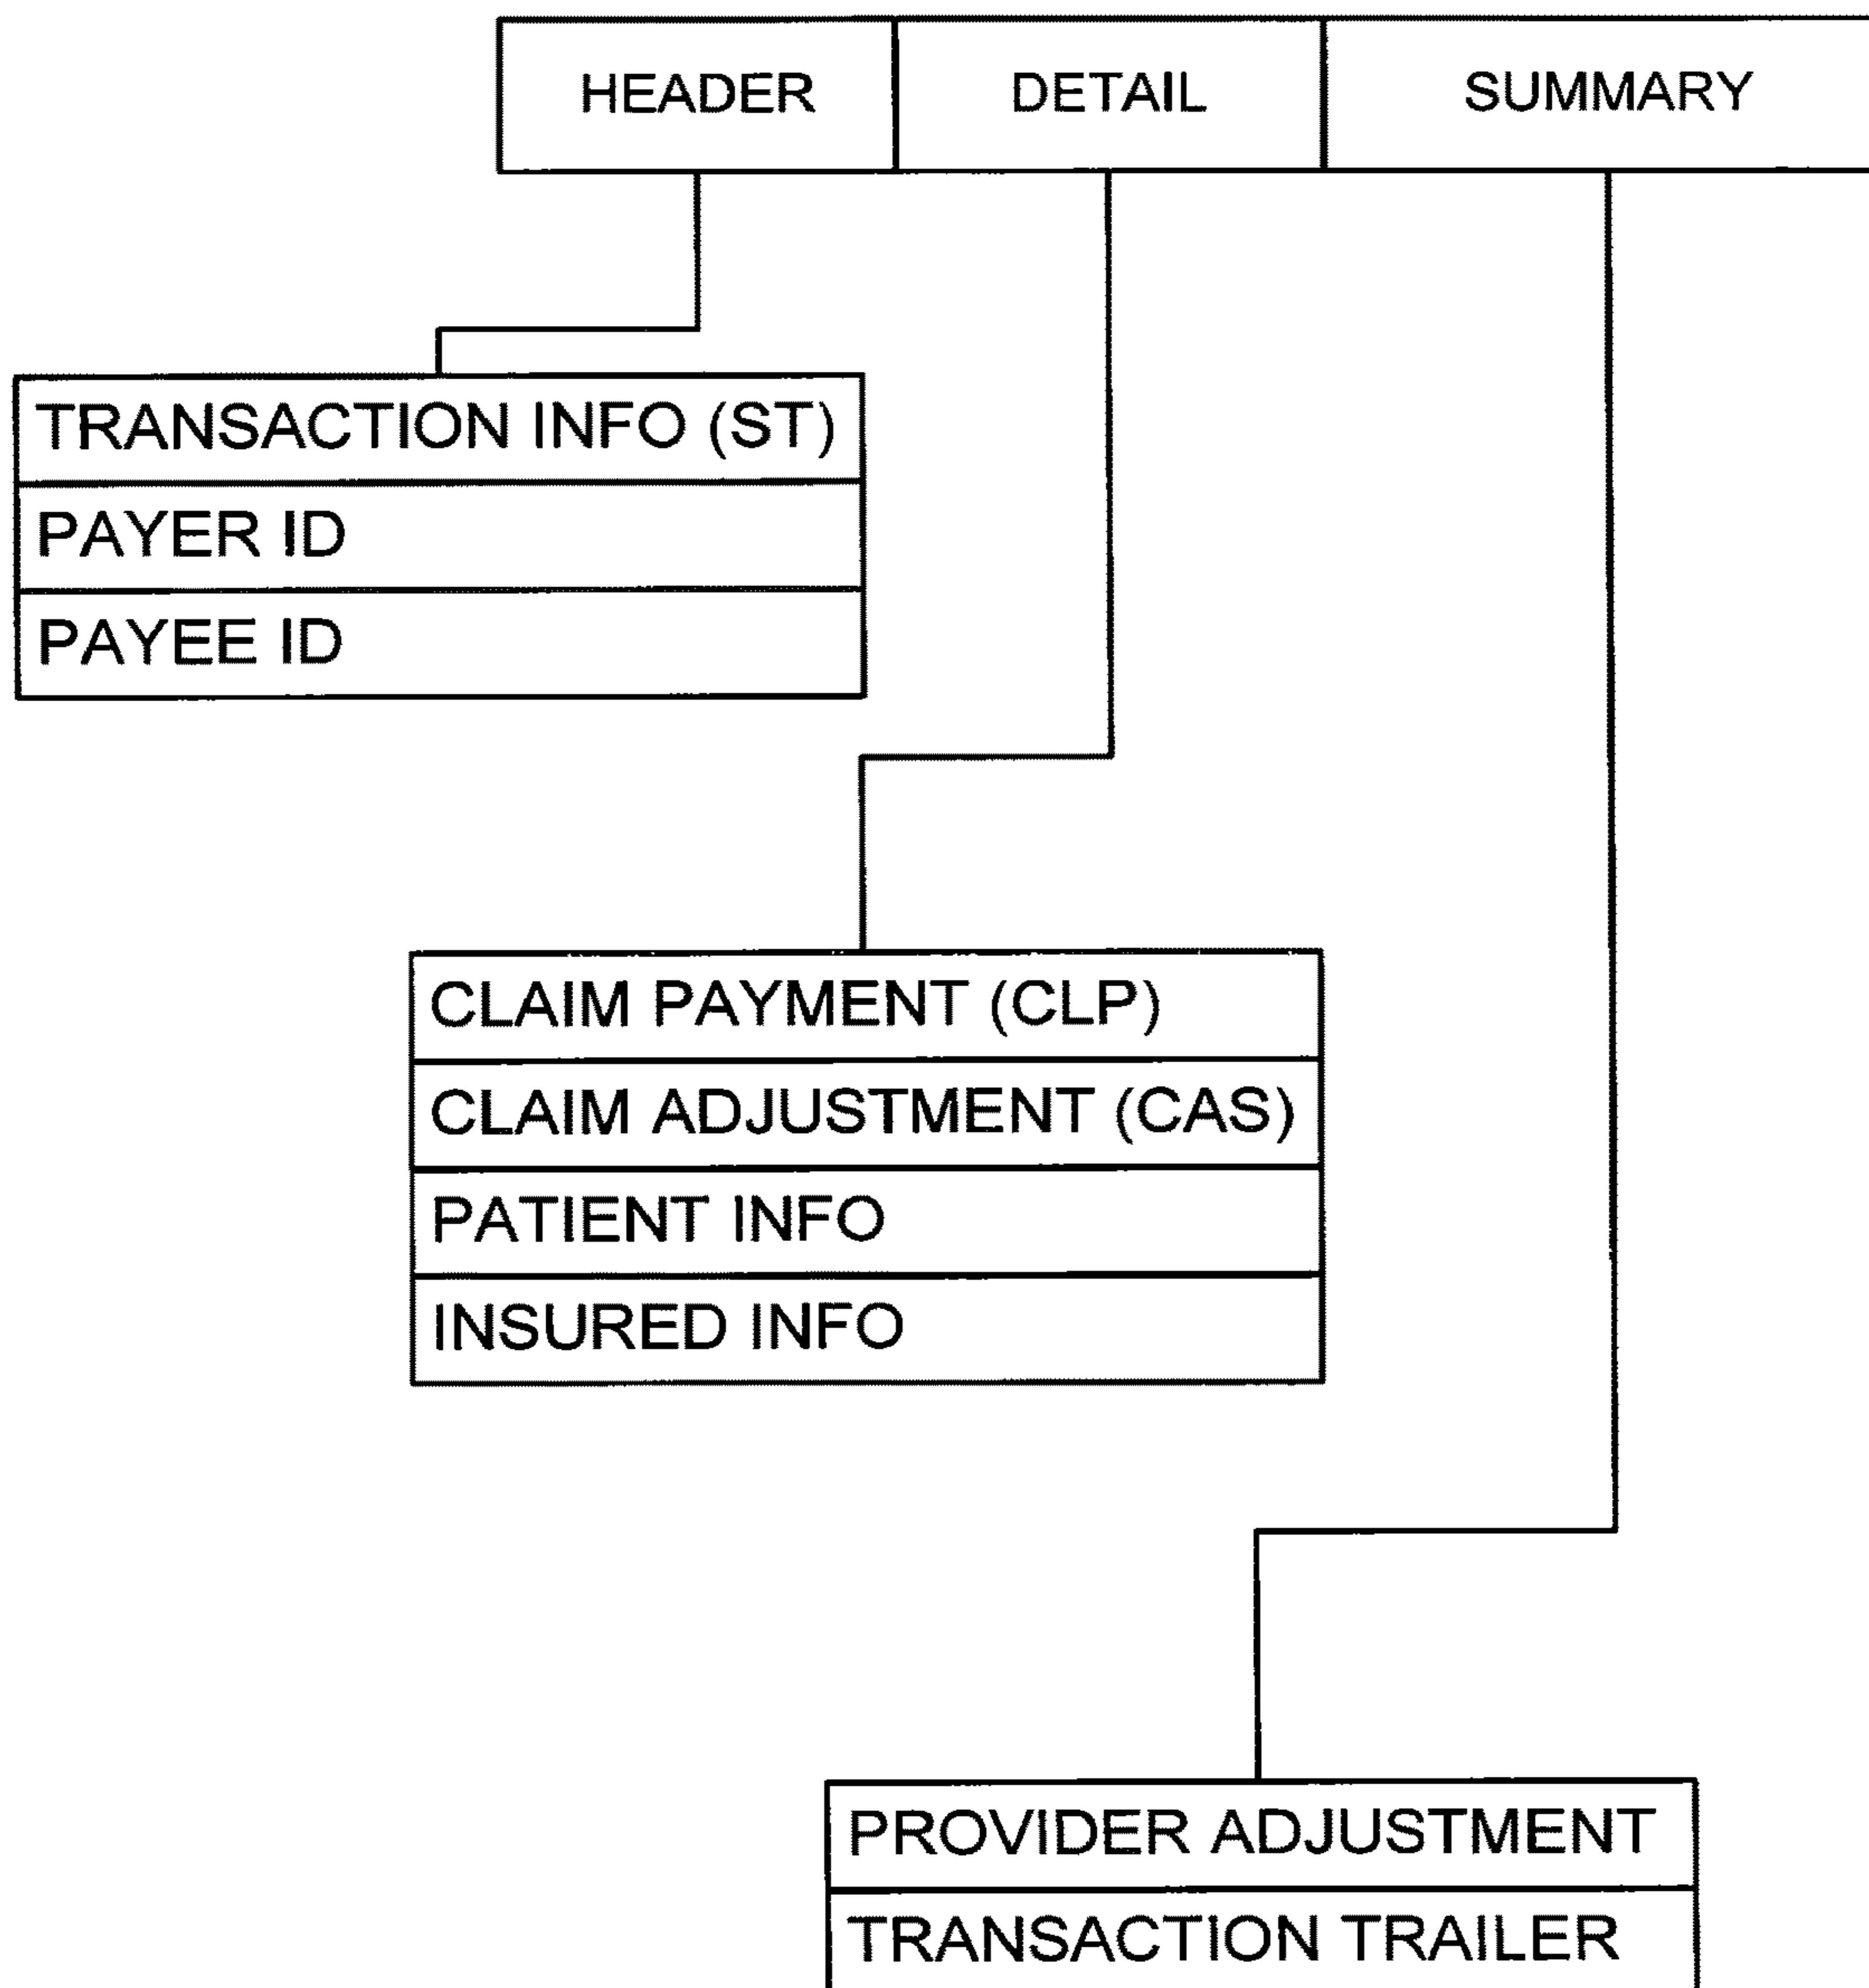 HEADER DETAIL SUMMARY
TRANSACTION INFO (ST)
PAYER ID
PAYEE ID
CLAIM PAYMENT (CLP)
CLAIM ADJUSTMENT (CAS)
PATIENT INFO
INSURED INFO
PROVIDER ADJUSTMENT
TRANSACTION TRAILER